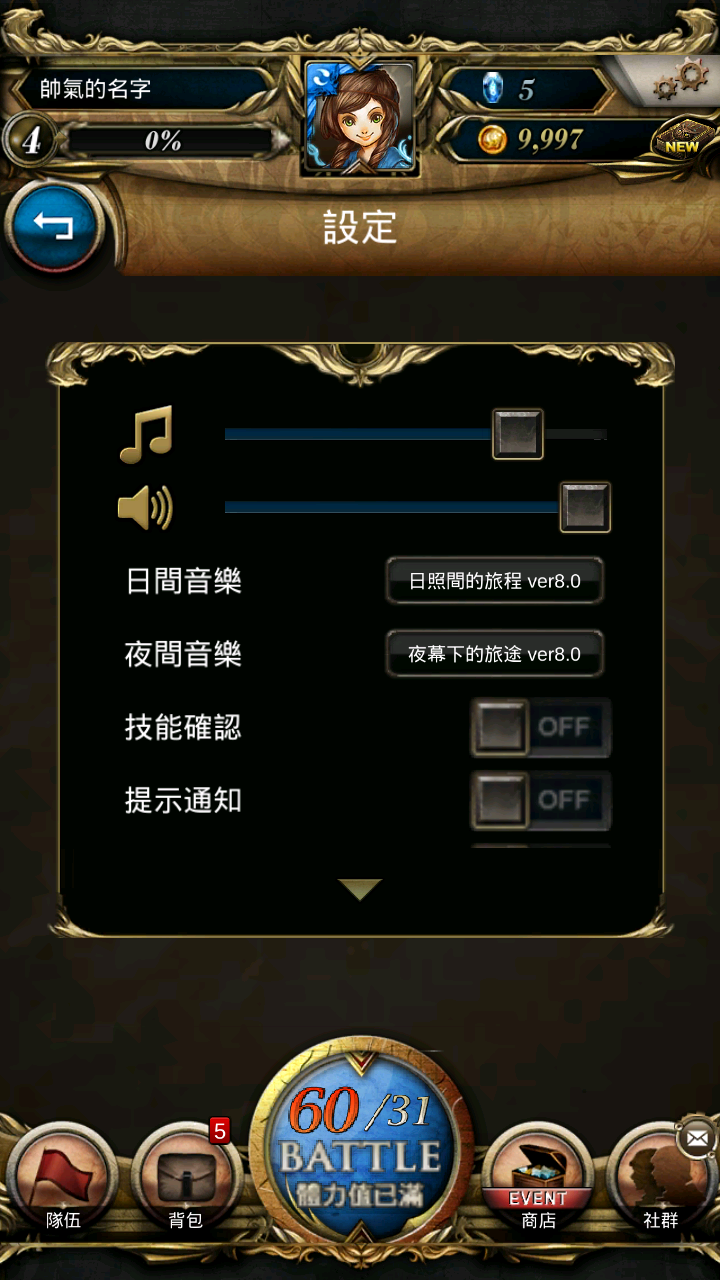 帥氣的名字
5
4
0%
9,997
NEW
設定
日間音樂
日照間的旅程 ver8.0
夜間音樂
夜幕下的旅途 ver8.0
技能確認
OFF
提示通知
OFF
60/31
BATTLE
體力值已滿
5
EVENT
隊伍
背包
商店
社群